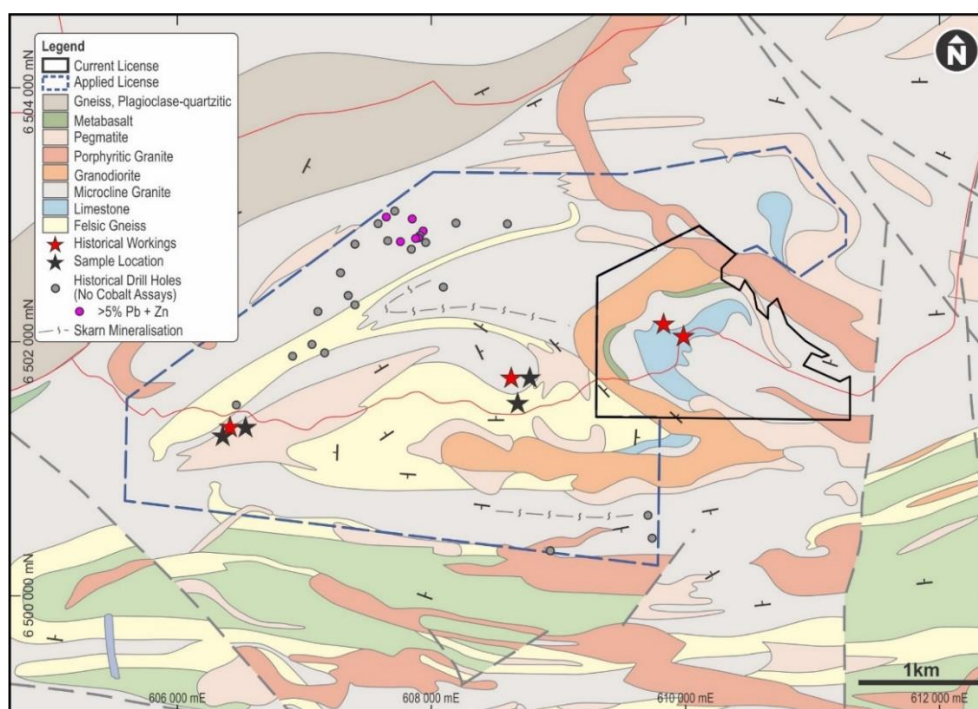 Legend
Current License
Applied License
Gneiss, Plagioclase-quartzitic
Metabasalt
Pegmatite
Porphyritic Granite
Granodiorite
Microcline Granite
Limestone
Felsic Gneiss
Historical Workings
Sample Location
Historical Drill Holes
(No Cobalt Assays)
>5% Pb + Zn
Skarn Mineralisation
N
6 504 000 mN
6 502 000 mN
6 500 000 mN
1km
606 000 mE
608 000 mE
610 000 mE
612 000 mE